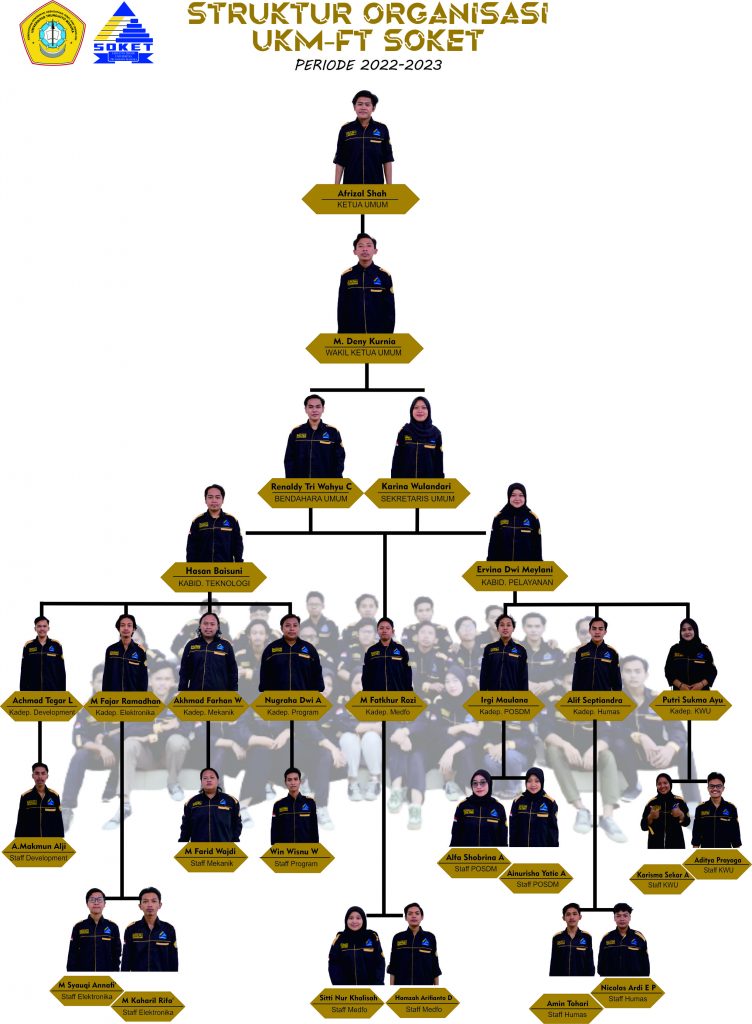 STRUKTUR ORGANISASI
UKM-FT SOKET
PERIODE 2022-2023
SOKET
Afrizal Shah
KETUA UMUM
M. Deny Kurnia
WAKIL KETUA UMUM
Renaldy Tri Wahyu C
BENDAHARA UMUM
Karina Wulandari
SEKRETARIS UMUM
Hasan Baisuni
KABID. TEKNOLOGI
Ervina Dwi Meylani
KABID. PELAYANAN
Achmad Tegar L
Kadep. Development
M Fajar Ramadhan
Kadep. Elektronika
Akhmad Farhan W
Kadep. Mekanik
Nugraha Dwi A
Kadep. Program
M Fatkhur Rozi
Kadep. Medfo
Irgi Maulana
Kadep. POSDM
Alif Septiandra
Kadep. Humas
Putri Sukma Ayu
Kadep. KWU
A.Makmun Alji
Staff Development
M Farid Wajdi
Staff Mekanik
Win Wisnu W
Staff Program
Alfa Shobrina A
Staff POSDM
Ainurisha Yatie A
Staff POSDM
Karisma Sekar A
Staff KWU
Aditya Prayoga
Staff KWU
M Syauqi Annafi'
Staff Elektronika
M Kaharil Rita'
Staff Elektronika
Sitti Nur Kholisah
Staff Medfo
Hamzah Arifianto D
Staff Medfo
Amin Tohari
Staff Humas
Nicolas Ardi E P
Staff Humas